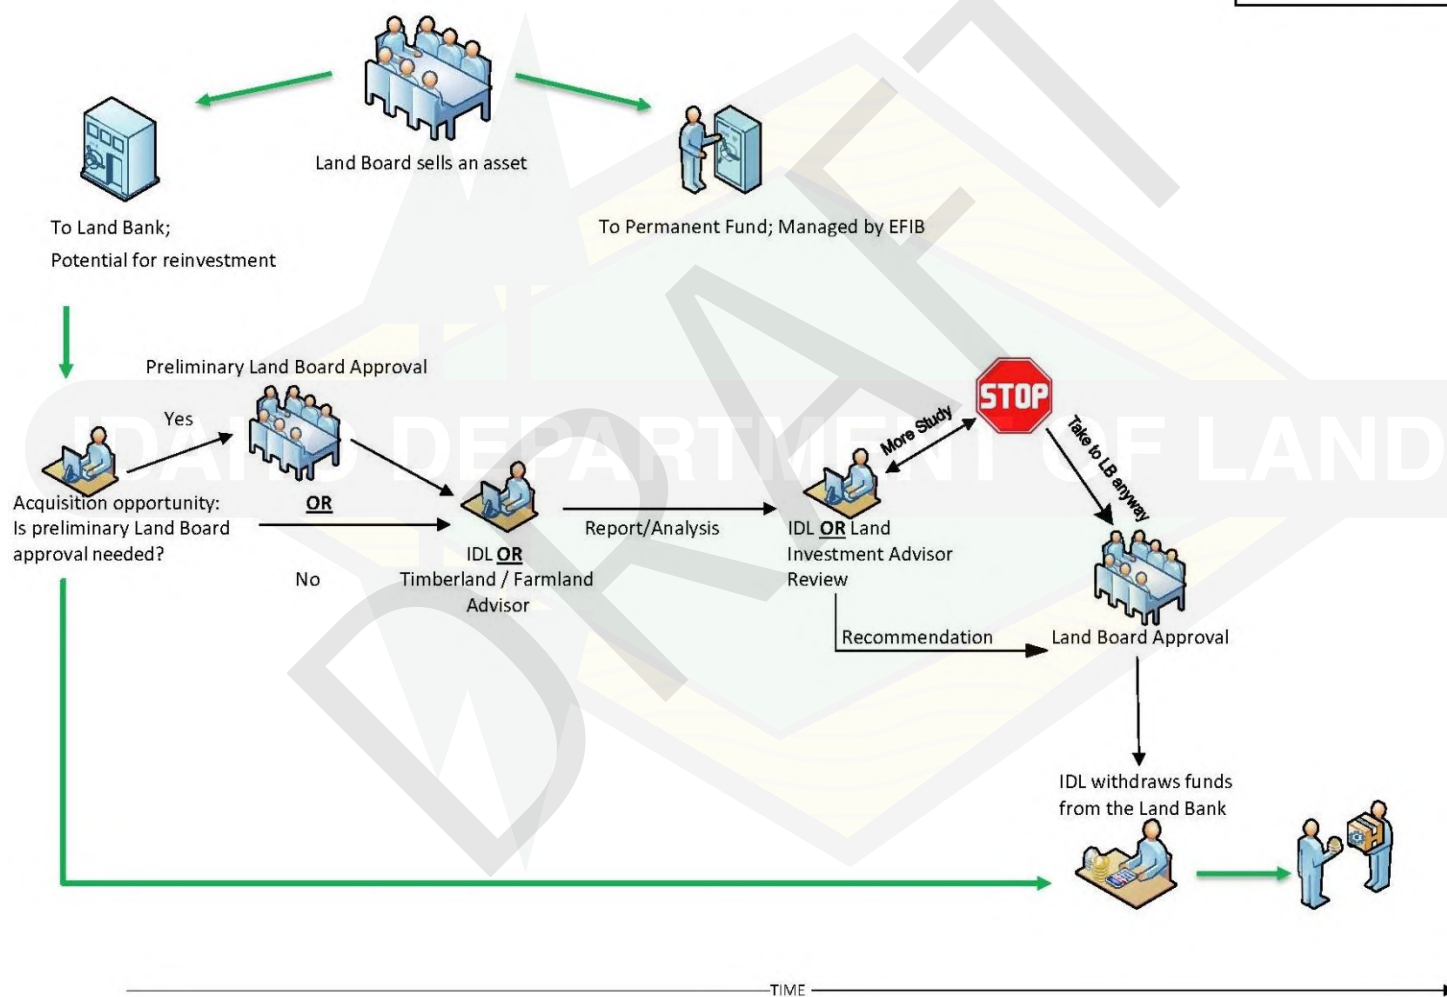 Land Board sells an asset
To Land Bank;
Potential for reinvestment
To Permanent Fund; Managed by EFIB
Preliminary Land Board Approval
Yes
Acquisition opportunity:
Is preliminary Land Board
approval needed?
OR
No
IDL OR
Timberland / Farmland
Advisor
Report/Analysis
IDL OR Land
Investment Advisor
Review
More Study
STOP
Take to LB anyway
Recommendation
Land Board Approval
IDL withdraws funds
from the Land Bank
TIME
IDAHO DEPARTMENT OF LAND
DRAFT